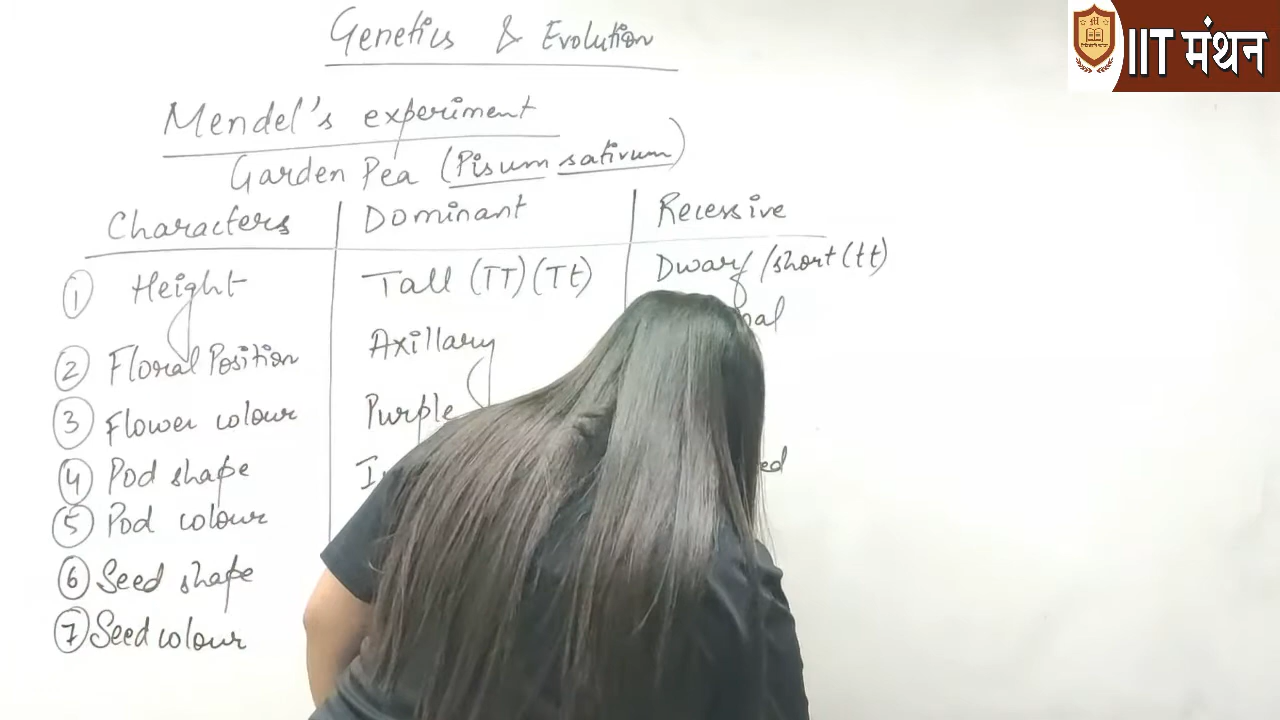 Genetics & Evolution
IIT मंथन
Mendel's experiment
Garden Pea (Pisum sativum)
Characters Dominant Recessive
1 Height Tall (TT) (Tt) Dwarf/short (tt)
2 Floral Position Axillary
3 Flower colour Purple
4 Pod shape
5 Pod colour
6 Seed shape
7 Seed colour